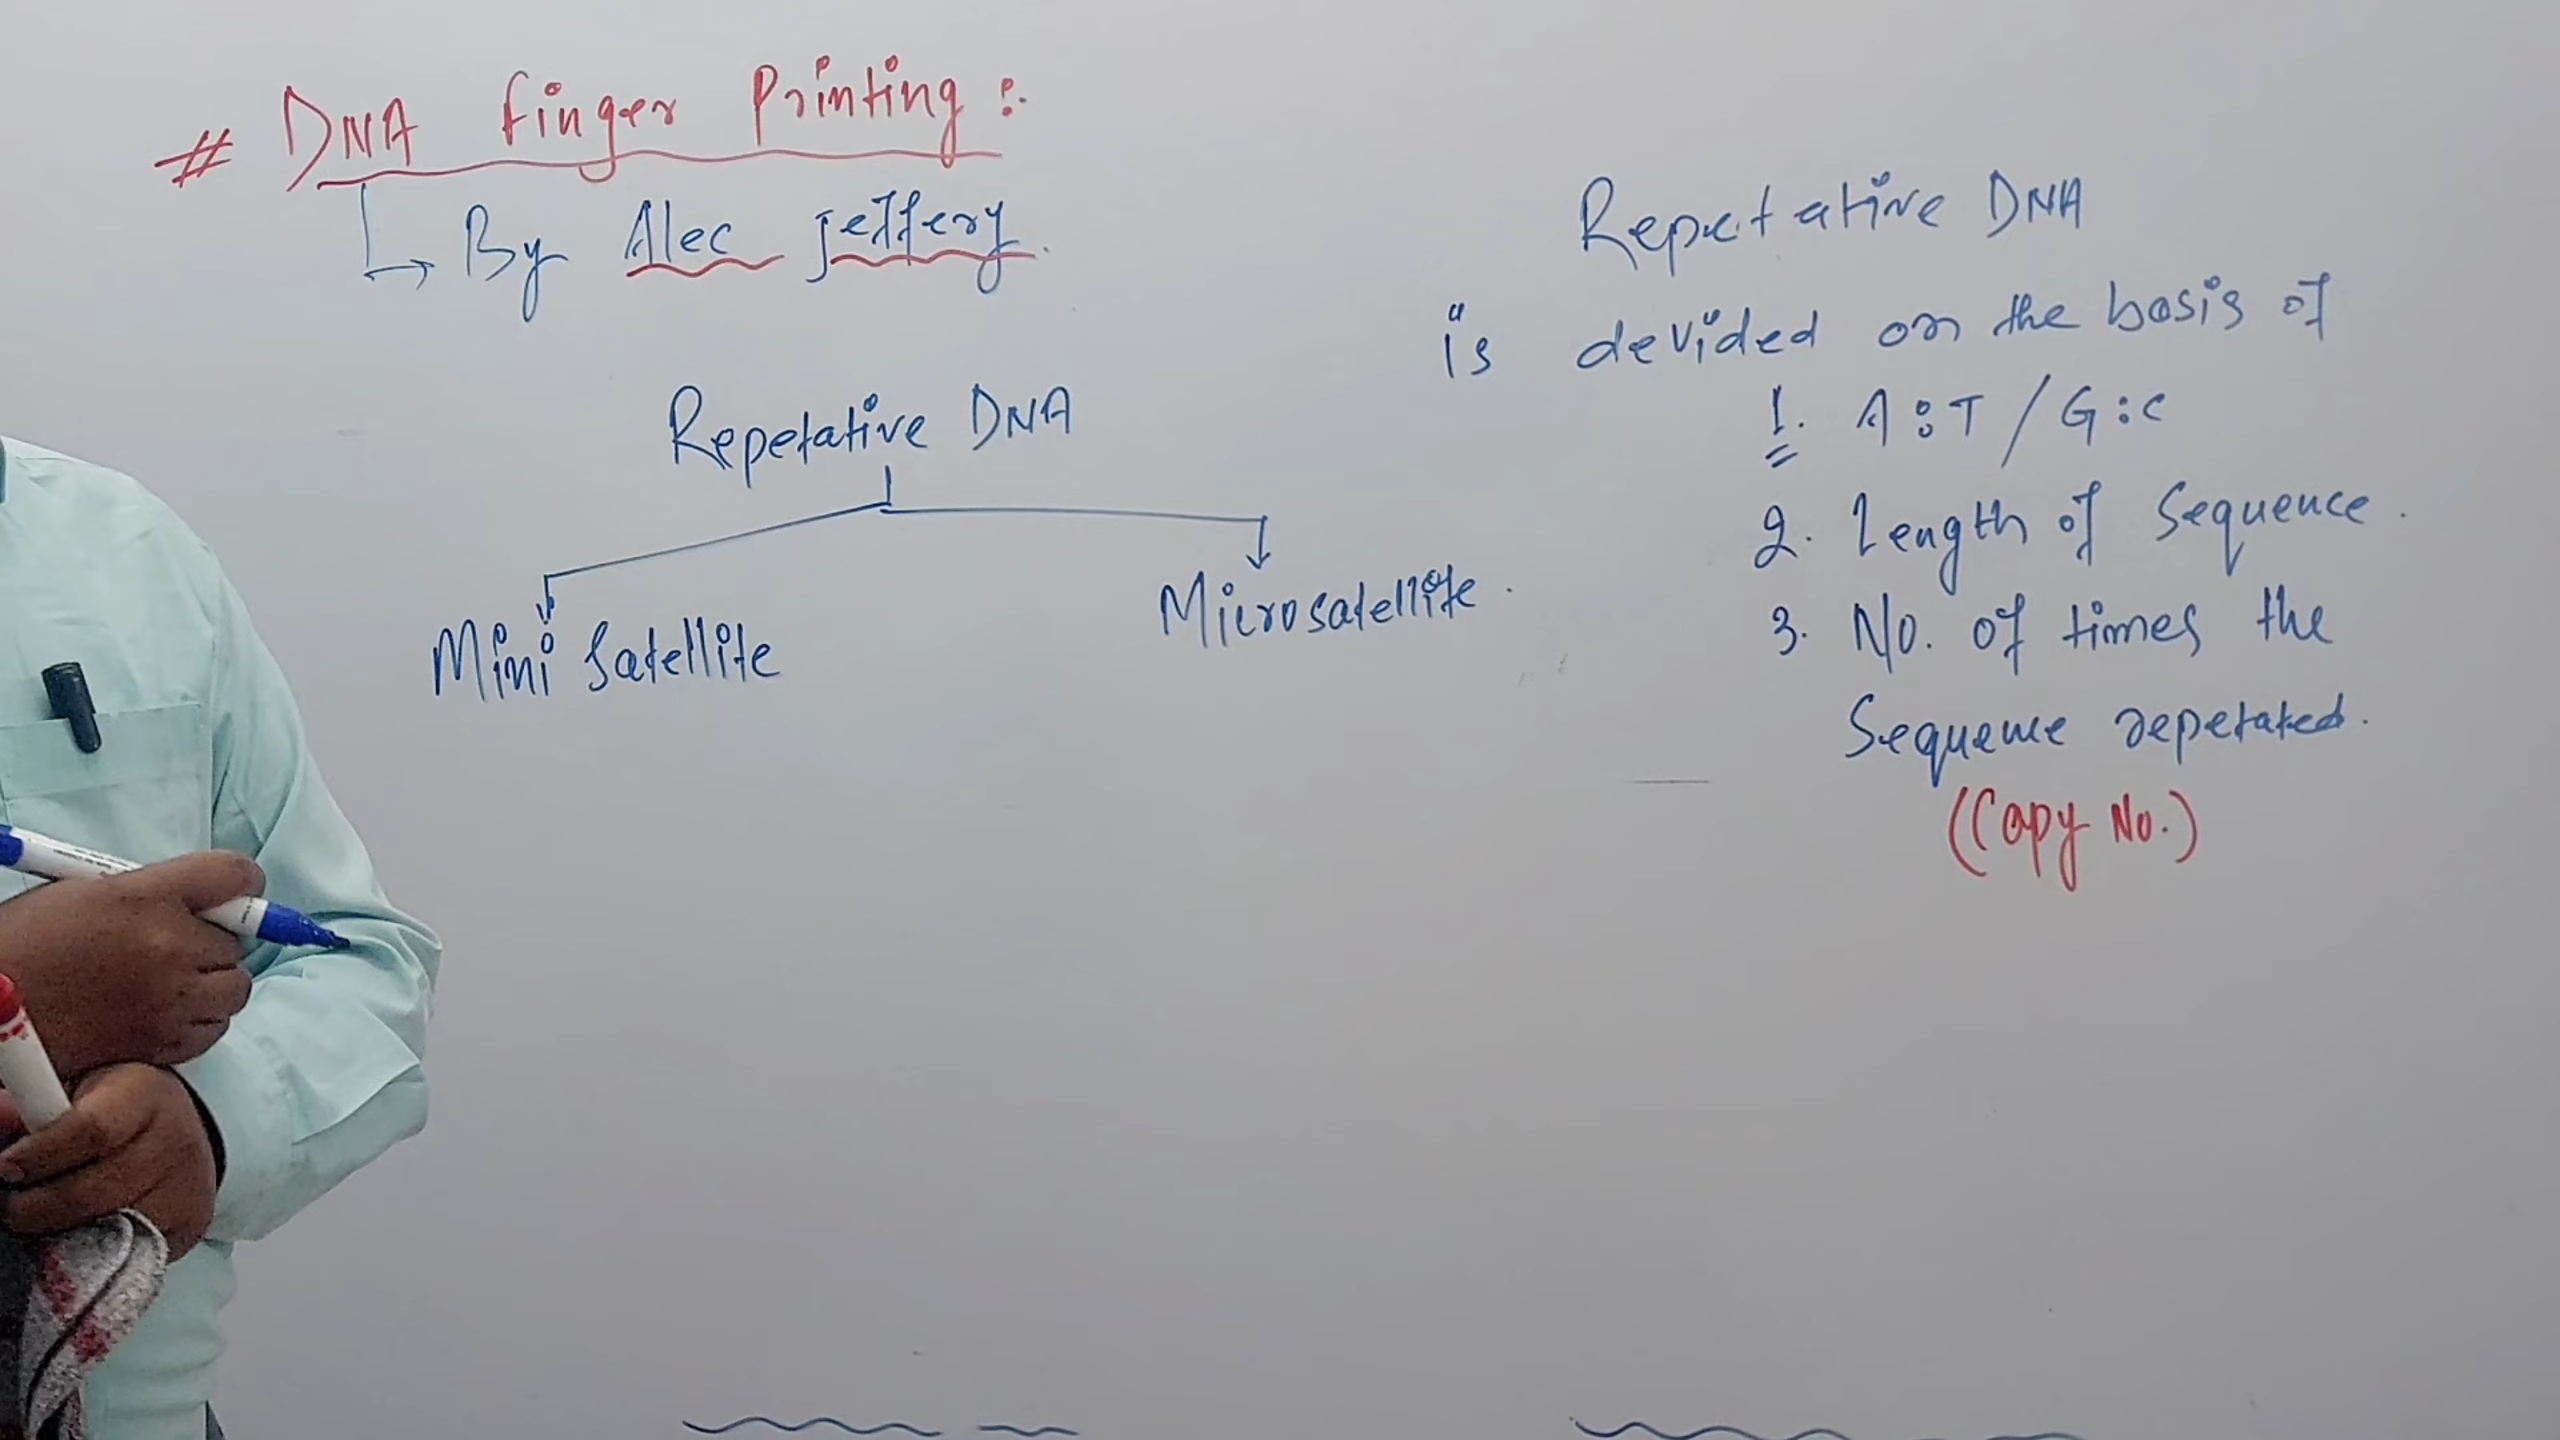 # DNA Finger Printing :-
By Alec Jeffery.
Repetative DNA
Mini Satellite
Microsatellite.
Repetative DNA
is devided on the basis of
1. A:T / G:C
2. Length of Sequence.
3. No. of times the
Sequence repetated.
(Copy No.)